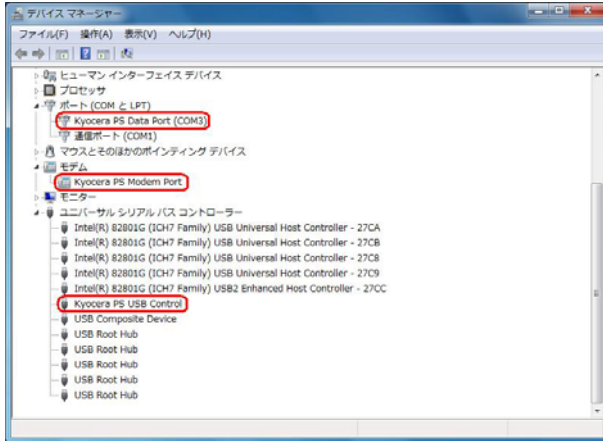 デバイス マネージャー
ファイル(F) 操作(A) 表示(V) ヘルプ(H)
ヒューマン インターフェイス デバイス
プロセッサ
ポート (COM と LPT)
Kyocera PS Data Port (COM3)
通信ポート (COM1)
マウスとそのほかのポインティング デバイス
モデム
Kyocera PS Modem Port
モニター
ユニバーサル シリアル バス コントローラー
Intel(R) 82801G (ICH7 Family) USB Universal Host Controller - 27CA
Intel(R) 82801G (ICH7 Family) USB Universal Host Controller - 27CB
Intel(R) 82801G (ICH7 Family) USB Universal Host Controller - 27C8
Intel(R) 82801G (ICH7 Family) USB Universal Host Controller - 27C9
Intel(R) 82801G (ICH7 Family) USB2 Enhanced Host Controller - 27CC
Kyocera PS USB Control
USB Composite Device
USB Root Hub
USB Root Hub
USB Root Hub
USB Root Hub
USB Root Hub